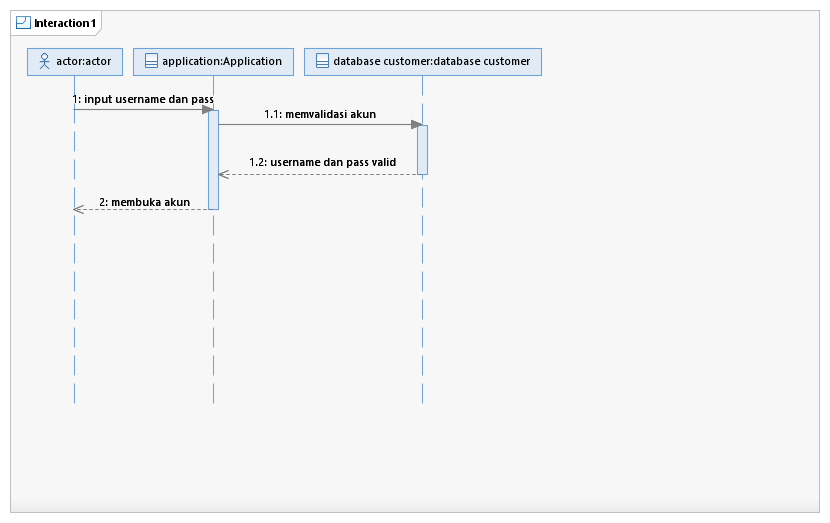 Interaction1
actor:actor
application:Application
database customer:database customer
1: input username dan pass
1.1: memvalidasi akun
1.2: username dan pass valid
2: membuka akun